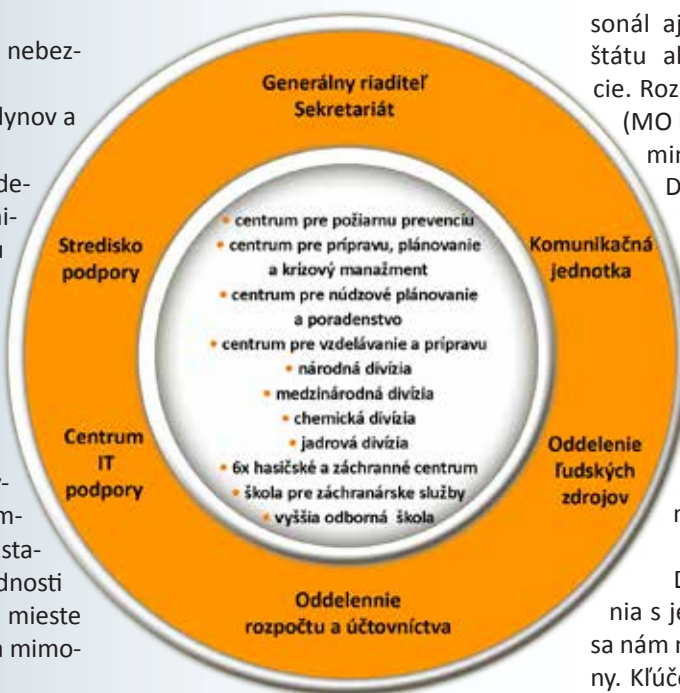 nebez-
lynov a
de-
ni-
u
y-
m-
sta-
dnosti
mieste
n mimo-
Generálny riaditeľ
Sekretariát
Stredisko
podpory
Komunikačná
jednotka
• centrum pre požiarnu prevenciu
• centrum pre prípravu, plánovanie
a krízový manažment
• centrum pre núdzové plánovanie
a poradenstvo
• centrum pre vzdelávanie a prípravu
• národná divízia
• medzinárodná divízia
• chemická divízia
• jadrová divízia
• 6x hasičské a záchranné centrum
• škola pre záchranárske služby
• vyššia odborná škola
Centrum
IT
podpory
Oddelenie
ľudských
zdrojov
Oddelennie
rozpočtu a účtovníctva
sonál aj
štátu al
cie. Roz
(MO
min
D
n
D
nia s je
sa nám n
ny. Kľúčo